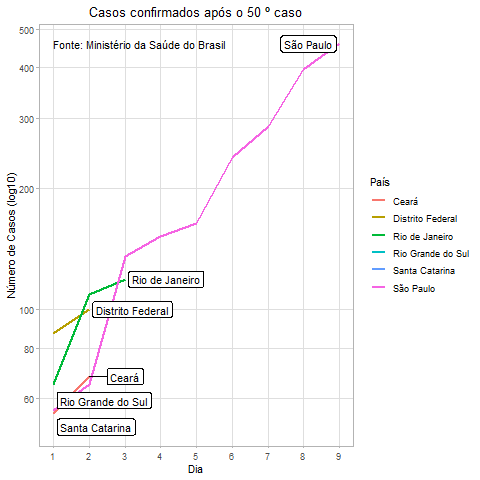 Casos confirmados após o 50 º caso
Fonte: Ministério da Saúde do Brasil
São Paulo
Rio de Janeiro
Distrito Federal
Ceará
Rio Grande do Sul
Santa Catarina
500
400
300
200
100
80
60
Número de Casos (log10)
1 2 3 4 5 6 7 8 9
Dia
País
Ceará
Distrito Federal
Rio de Janeiro
Rio Grande do Sul
Santa Catarina
São Paulo